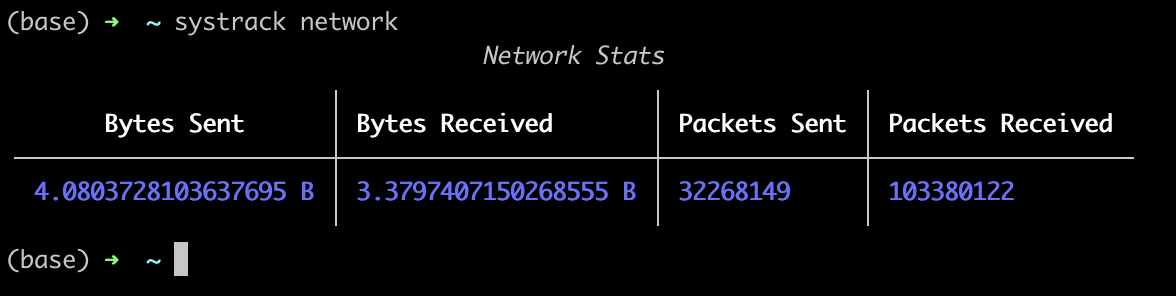 (base) ➜  ~ systrack network
Network Stats
Bytes Sent Bytes Received Packets Sent Packets Received
4.0803728103637695 B 3.3797407150268555 B 32268149 103380122
(base) ➜  ~